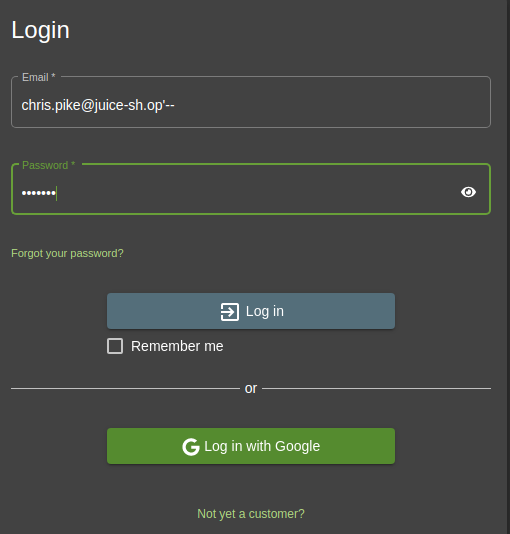 Login
Email *
chris.pike@juice-sh.op'--
Password *
•••••••
Forgot your password?
Log in
Remember me
or
Log in with Google
Not yet a customer?